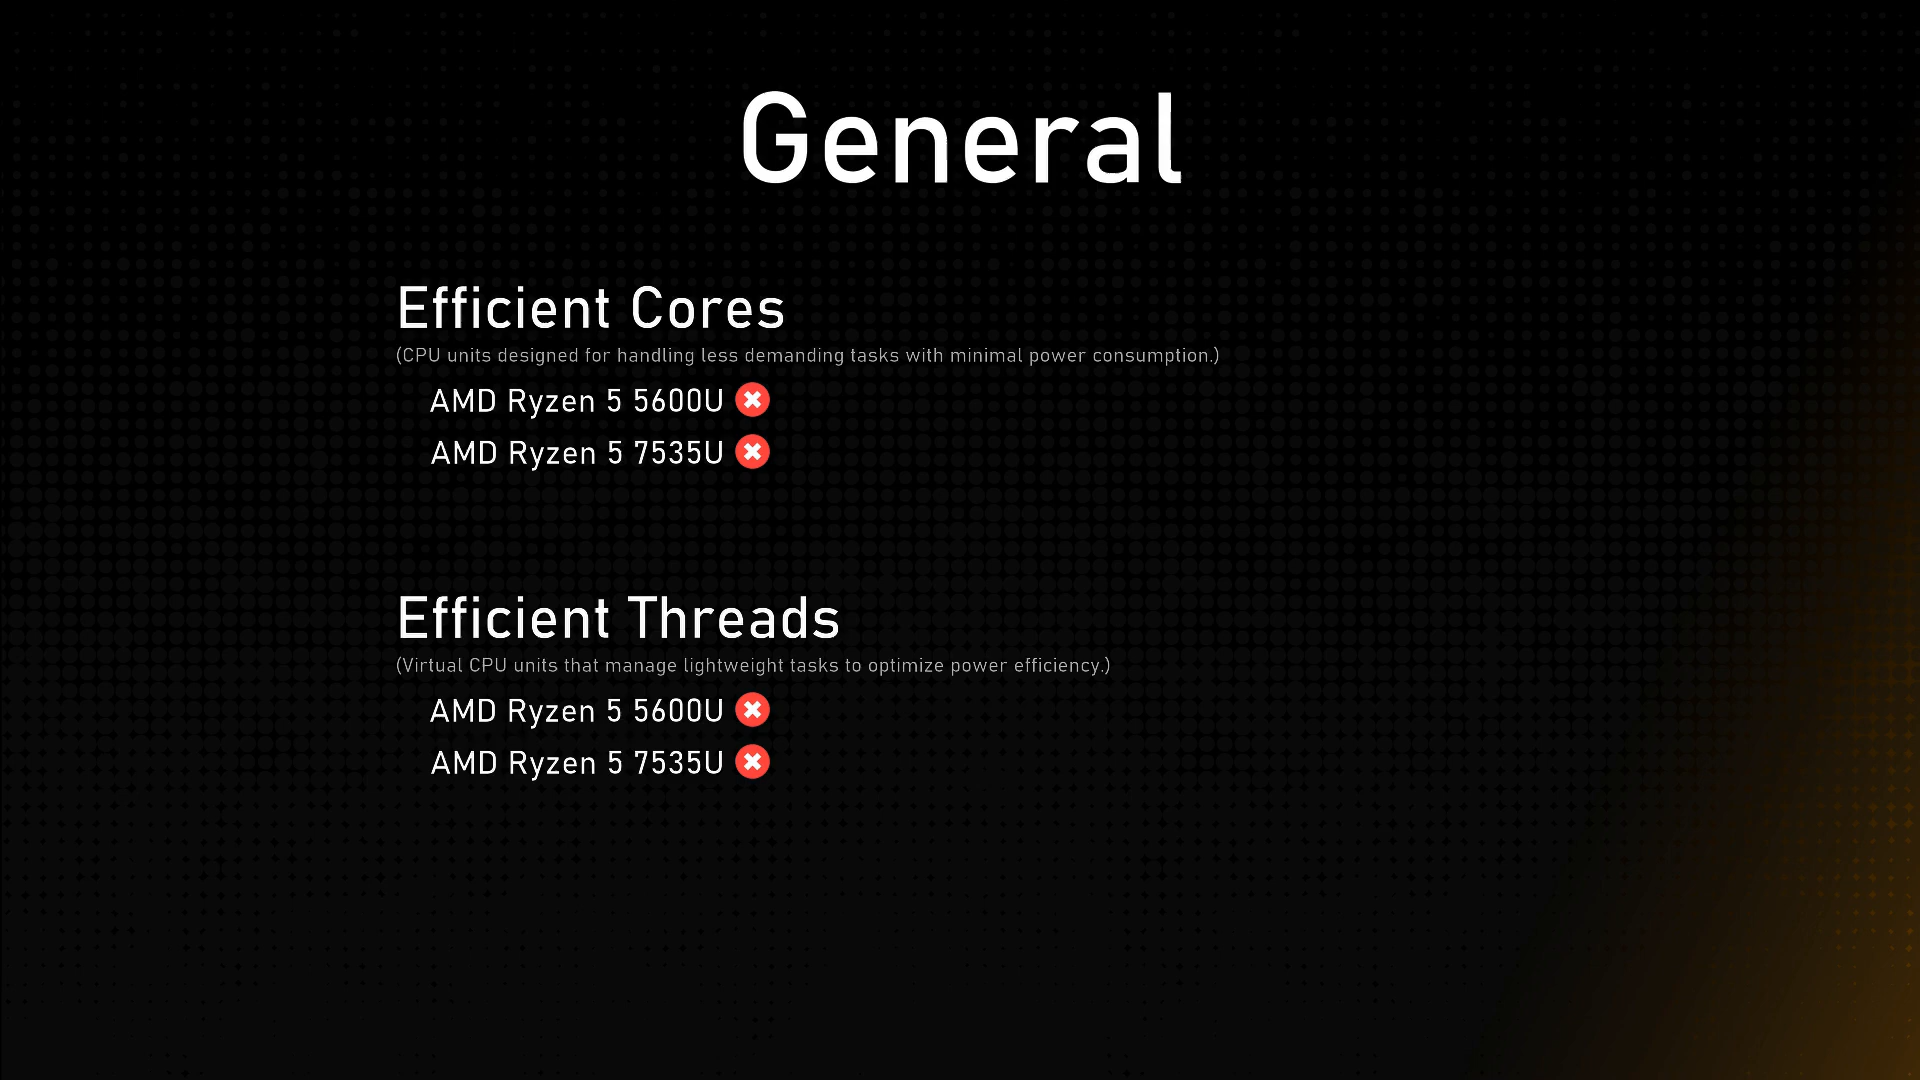 General
Efficient Cores
(CPU units designed for handling less demanding tasks with minimal power consumption.)
AMD Ryzen 5 5600U
AMD Ryzen 5 7535U
Efficient Threads
(Virtual CPU units that manage lightweight tasks to optimize power efficiency.)
AMD Ryzen 5 5600U
AMD Ryzen 5 7535U